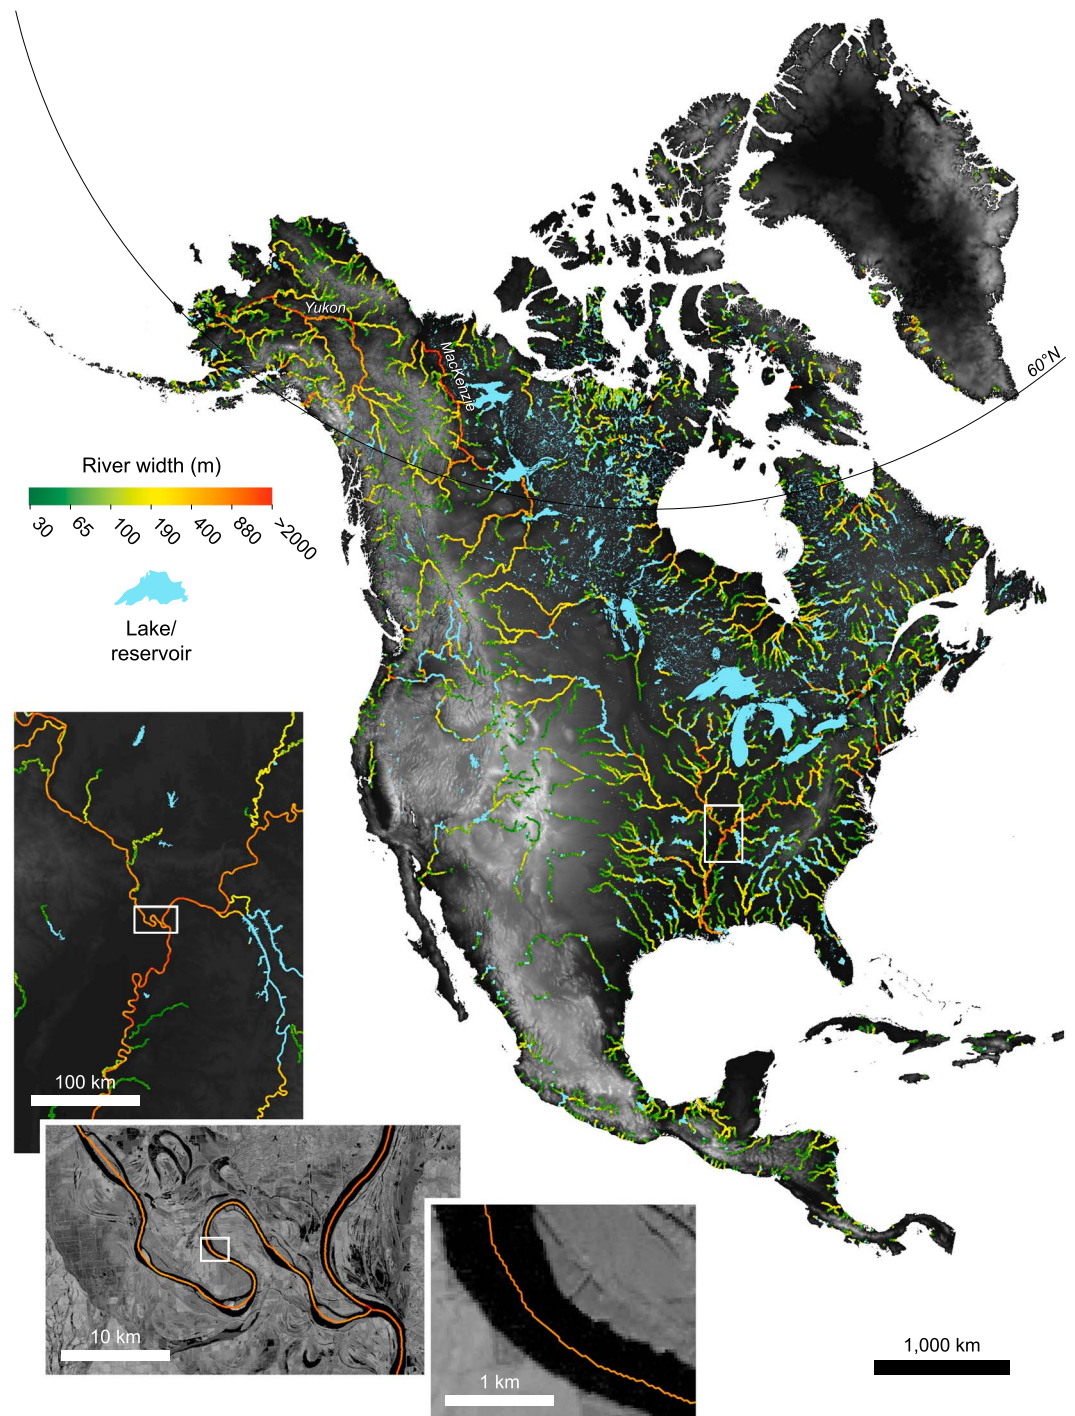 Yukon
MacKenzie
60°N
River width (m)
30
65
100
190
400
880
>2000
Lake/
reservoir
100 km
10 km
1 km
1,000 km